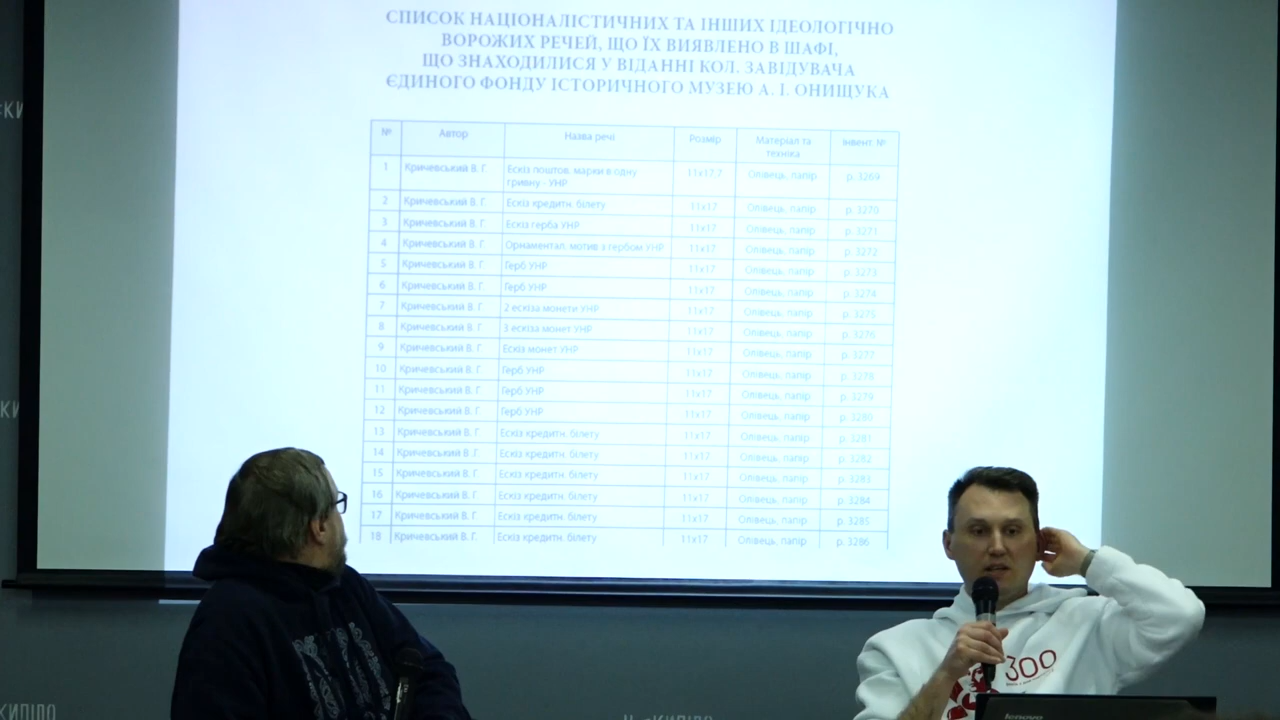 СПИСОК НАЦІОНАЛІСТИЧНИХ ТА ІНШИХ ІДЕОЛОГІЧНО
ВОРОЖИХ РЕЧЕЙ, ЩО ЇХ ВИЯВЛЕНО В ШАФІ,
ЩО ЗНАХОДИЛИСЯ У ВІДАННІ КОЛ. ЗАВІДУВАЧА
ЄДИНОГО ФОНДУ ІСТОРИЧНОГО МУЗЕЮ А. І. ОНИЩУКА
№ Автор Назва речі Розмір Матеріал та техніка Інвент №
1 Кричевський В. Г. Ескіз поштов. марки в одну гривну - УНР 11х17,7 Олівець, папір р. 3269
2 Кричевський В. Г. Ескіз кредитн. білету 11х17 Олівець, папір р. 3270
3 Кричевський В. Г. Ескіз герба УНР 11х17 Олівець, папір р. 3271
4 Кричевський В. Г. Орнаментал. мотив з гербом УНР 11х17 Олівець, папір р. 3272
5 Кричевський В. Г. Герб УНР 11х17 Олівець, папір р. 3273
6 Кричевський В. Г. Герб УНР 11х17 Олівець, папір р. 3274
7 Кричевський В. Г. 2 ескіза монети УНР 11х17 Олівець, папір р. 3275
8 Кричевський В. Г. 3 ескіза монет УНР 11х17 Олівець, папір р. 3276
9 Кричевський В. Г. Ескіз монет УНР 11х17 Олівець, папір р. 3277
10 Кричевський В. Г. Герб УНР 11х17 Олівець, папір р. 3278
11 Кричевський В. Г. Герб УНР 11х17 Олівець, папір р. 3279
12 Кричевський В. Г. Герб УНР 11х17 Олівець, папір р. 3280
13 Кричевський В. Г. Ескіз кредитн. білету 11х17 Олівець, папір р. 3281
14 Кричевський В. Г. Ескіз кредитн. білету 11х17 Олівець, папір р. 3282
15 Кричевський В. Г. Ескіз кредитн. білету 11х17 Олівець, папір р. 3283
16 Кричевський В. Г. Ескіз кредитн. білету 11х17 Олівець, папір р. 3284
17 Кричевський В. Г. Ескіз кредитн. білету 11х17 Олівець, папір р. 3285
18 Кричевський В. Г. Ескіз кредитн. білету 11х17 Олівець, папір р. 3286
300
lenovo